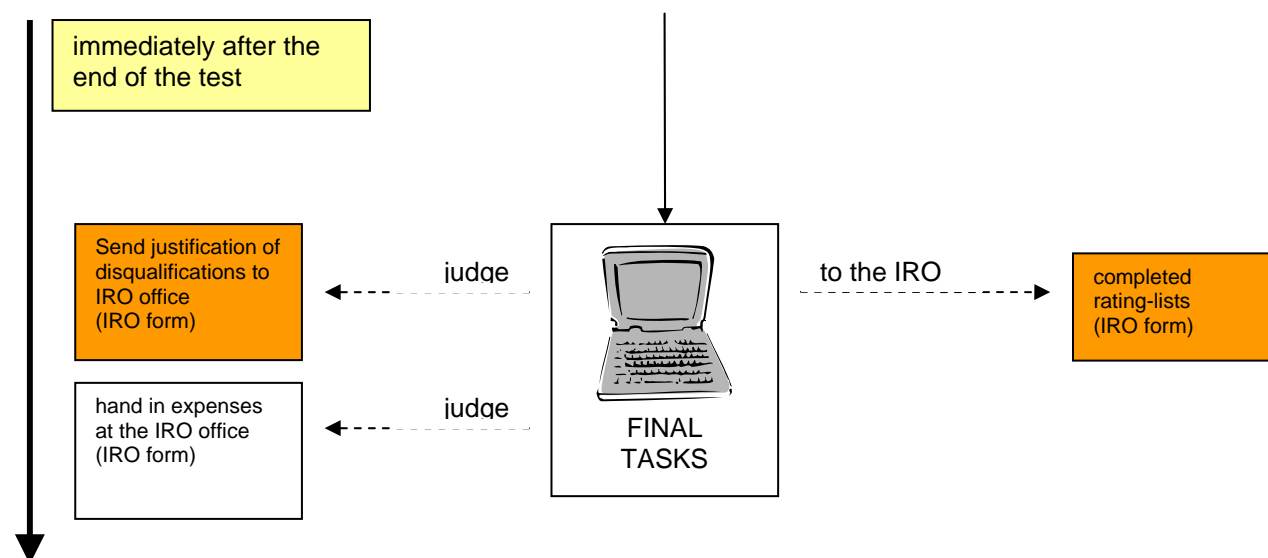 immediately after the
end of the test
Send justification of
disqualifications to
IRO office
(IRO form)
judge
to the IRO
completed
rating-lists
(IRO form)
hand in expenses
at the IRO office
(IRO form)
judge
FINAL
TASKS